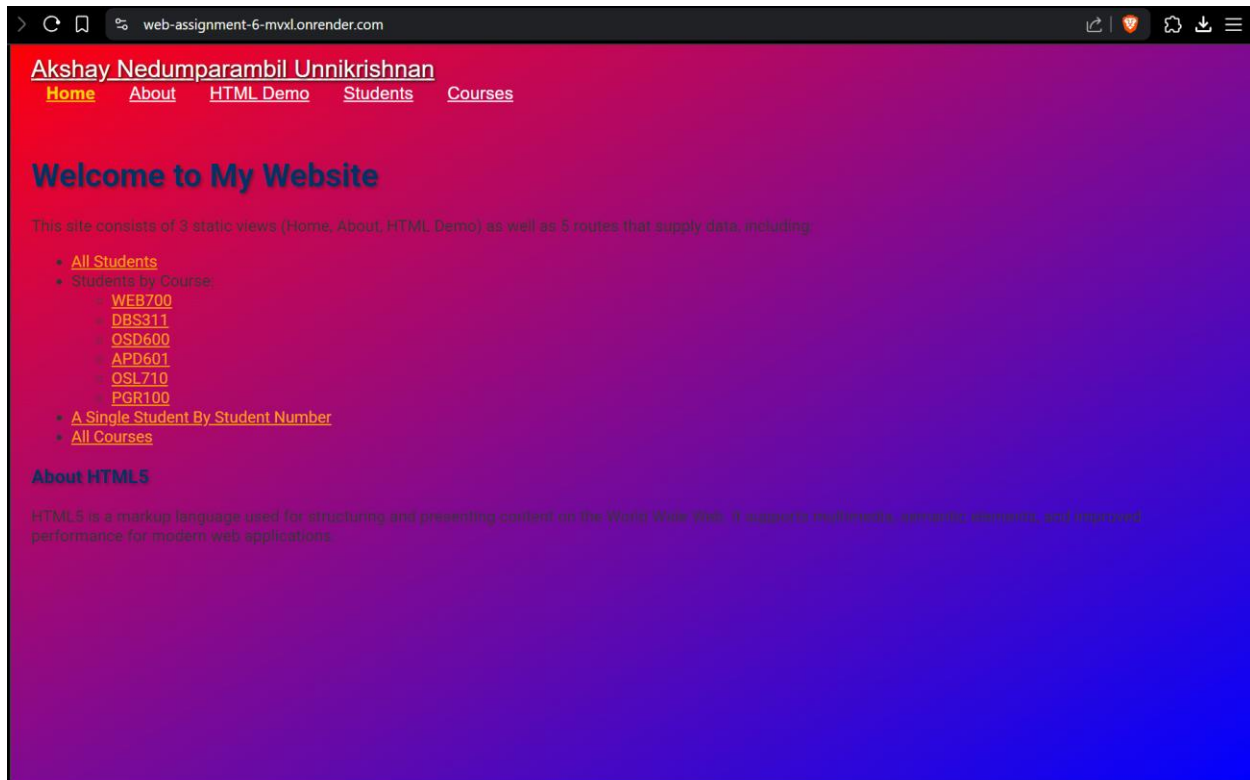 web-assignment-6-mvxl.onrender.com
Akshay Nedumparambil Unnikrishnan
Home About HTML Demo Students Courses
Welcome to My Website
This site consists of 3 static views (Home, About, HTML Demo) as well as 5 routes that supply data, including:
All Students
Students by Course:
WEB700
DBS311
OSD600
APD601
OSL710
PGR100
A Single Student By Student Number
All Courses
About HTML5
HTML5 is a markup language used for structuring and presenting content on the World Wide Web. It supports multimedia, semantic elements, and improved
performance for modern web applications.